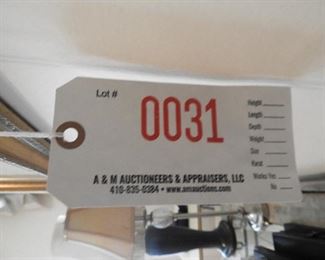 Lot #
0031
Height
Length
Depth
Weight
Size
Karat
Works: Yes
No
A & M AUCTIONEERS & APPRAISERS, LLC
410-835-0384 • www.amauctions.com